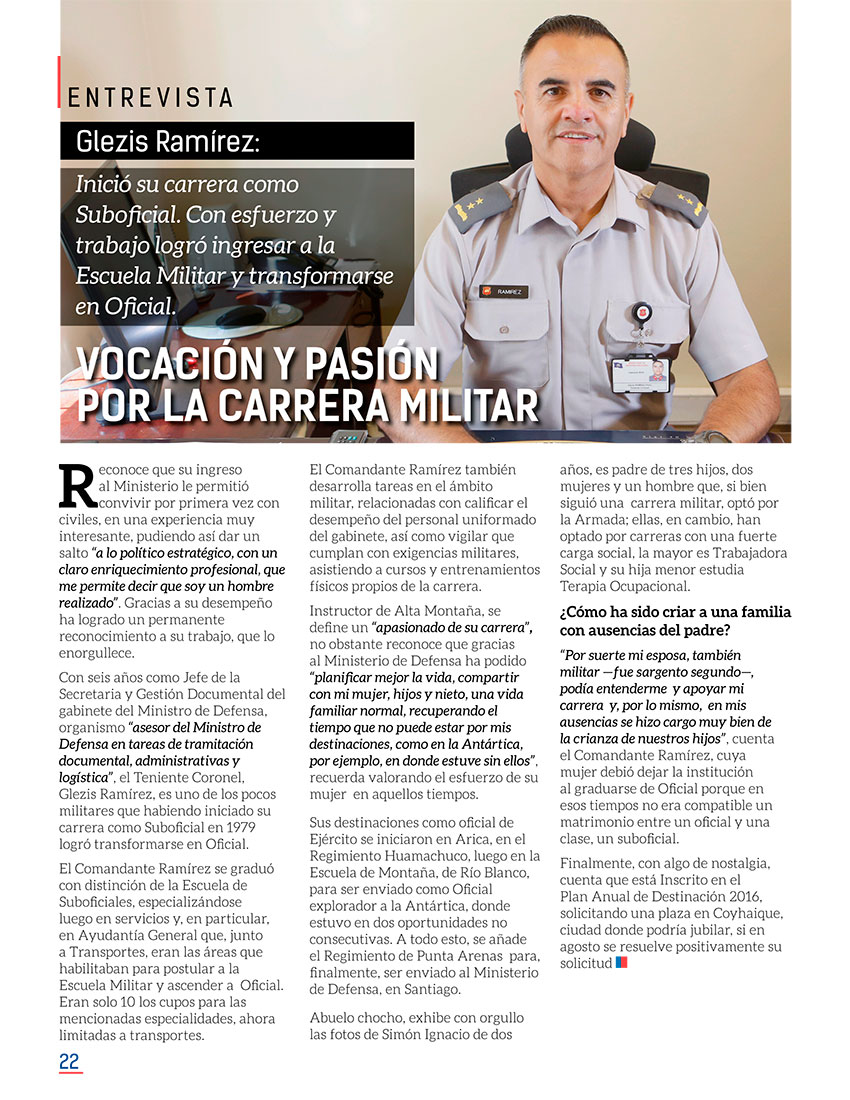 ENTREVISTA
Glezis Ramírez:
Inició su carrera como
Suboficial. Con esfuerzo y
trabajo logró ingresar a la
Escuela Militar y transformarse
en Oficial.
VOCACIÓN Y PASIÓN
POR LA CARRERA MILITAR
RAMIREZ
Reconoce que su ingreso
al Ministerio le permitió
convivir por primera vez con
civiles, en una experiencia muy
interesante, pudiendo así dar un
salto “a lo político estratégico, con un
claro enriquecimiento profesional, que
me permite decir que soy un hombre
realizado”. Gracias a su desempeño
ha logrado un permanente
reconocimiento a su trabajo, que lo
enorgullece.
Con seis años como Jefe de la
Secretaria y Gestión Documental del
gabinete del Ministro de Defensa,
organismo “asesor del Ministro de
Defensa en tareas de tramitación
documental, administrativas y
logística”, el Teniente Coronel,
Glezis Ramírez, es uno de los pocos
militares que habiendo iniciado su
carrera como Suboficial en 1979
logró transformarse en Oficial.
El Comandante Ramírez se graduó
con distinción de la Escuela de
Suboficiales, especializándose
luego en servicios y, en particular,
en Ayudantía General que, junto
a Transportes, eran las áreas que
habilitaban para postular a la
Escuela Militar y ascender a Oficial.
Eran solo 10 los cupos para las
mencionadas especialidades, ahora
limitadas a transportes.
El Comandante Ramírez también
desarrolla tareas en el ámbito
militar, relacionadas con calificar el
desempeño del personal uniformado
del gabinete, así como vigilar que
cumplan con exigencias militares,
asistiendo a cursos y entrenamientos
físicos propios de la carrera.
Instructor de Alta Montaña, se
define un “apasionado de su carrera”,
no obstante reconoce que gracias
al Ministerio de Defensa ha podido
“planificar mejor la vida, compartir
con mi mujer, hijos y nieto, una vida
familiar normal, recuperando el
tiempo que no puede estar por mis
destinaciones, como en la Antártica,
por ejemplo, en donde estuve sin ellos”,
recuerda valorando el esfuerzo de su
mujer en aquellos tiempos.
Sus destinaciones como oficial de
Ejército se iniciaron en Arica, en el
Regimiento Huamachuco, luego en la
Escuela de Montaña, de Río Blanco,
para ser enviado como Oficial
explorador a la Antártica, donde
estuvo en dos oportunidades no
consecutivas. A todo esto, se añade
el Regimiento de Punta Arenas para,
finalmente, ser enviado al Ministerio
de Defensa, en Santiago.
Abuelo chocho, exhibe con orgullo
las fotos de Simón Ignacio de dos
años, es padre de tres hijos, dos
mujeres y un hombre que, si bien
siguió una carrera militar, optó por
la Armada; ellas, en cambio, han
optado por carreras con una fuerte
carga social, la mayor es Trabajadora
Social y su hija menor estudia
Terapia Ocupacional.
¿Cómo ha sido criar a una familia
con ausencias del padre?
“Por suerte mi esposa, también
militar —fue sargento segundo—,
podía entenderme y apoyar mi
carrera y, por lo mismo, en mis
ausencias se hizo cargo muy bien de
la crianza de nuestros hijos”, cuenta
el Comandante Ramírez, cuya
mujer debió dejar la institución
al graduarse de Oficial porque en
esos tiempos no era compatible un
matrimonio entre un oficial y una
clase, un suboficial.
Finalmente, con algo de nostalgia,
cuenta que está Inscrito en el
Plan Anual de Destinación 2016,
solicitando una plaza en Coyhaique,
ciudad donde podría jubilar, si en
agosto se resuelve positivamente su
solicitud
22